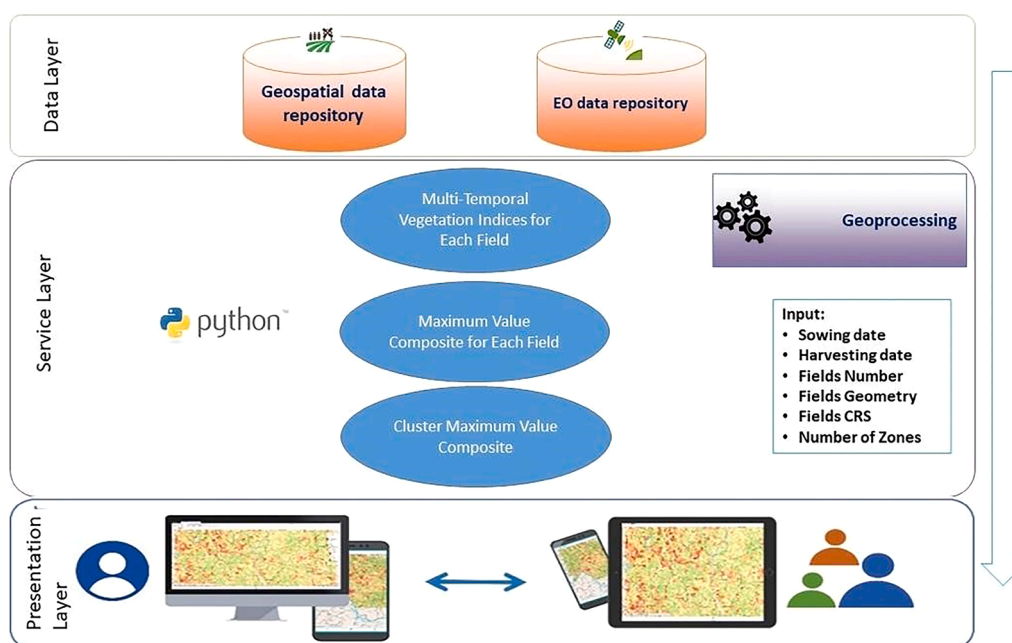 Data Layer
Geospatial data
repository
EO data repository
Service Layer
Multi-Temporal
Vegetation Indices for
Each Field
Geoprocessing
python™
Maximum Value
Composite for Each Field
Input:
• Sowing date
• Harvesting date
• Fields Number
• Fields Geometry
• Fields CRS
• Number of Zones
Cluster Maximum Value
Composite
Presentation
Layer